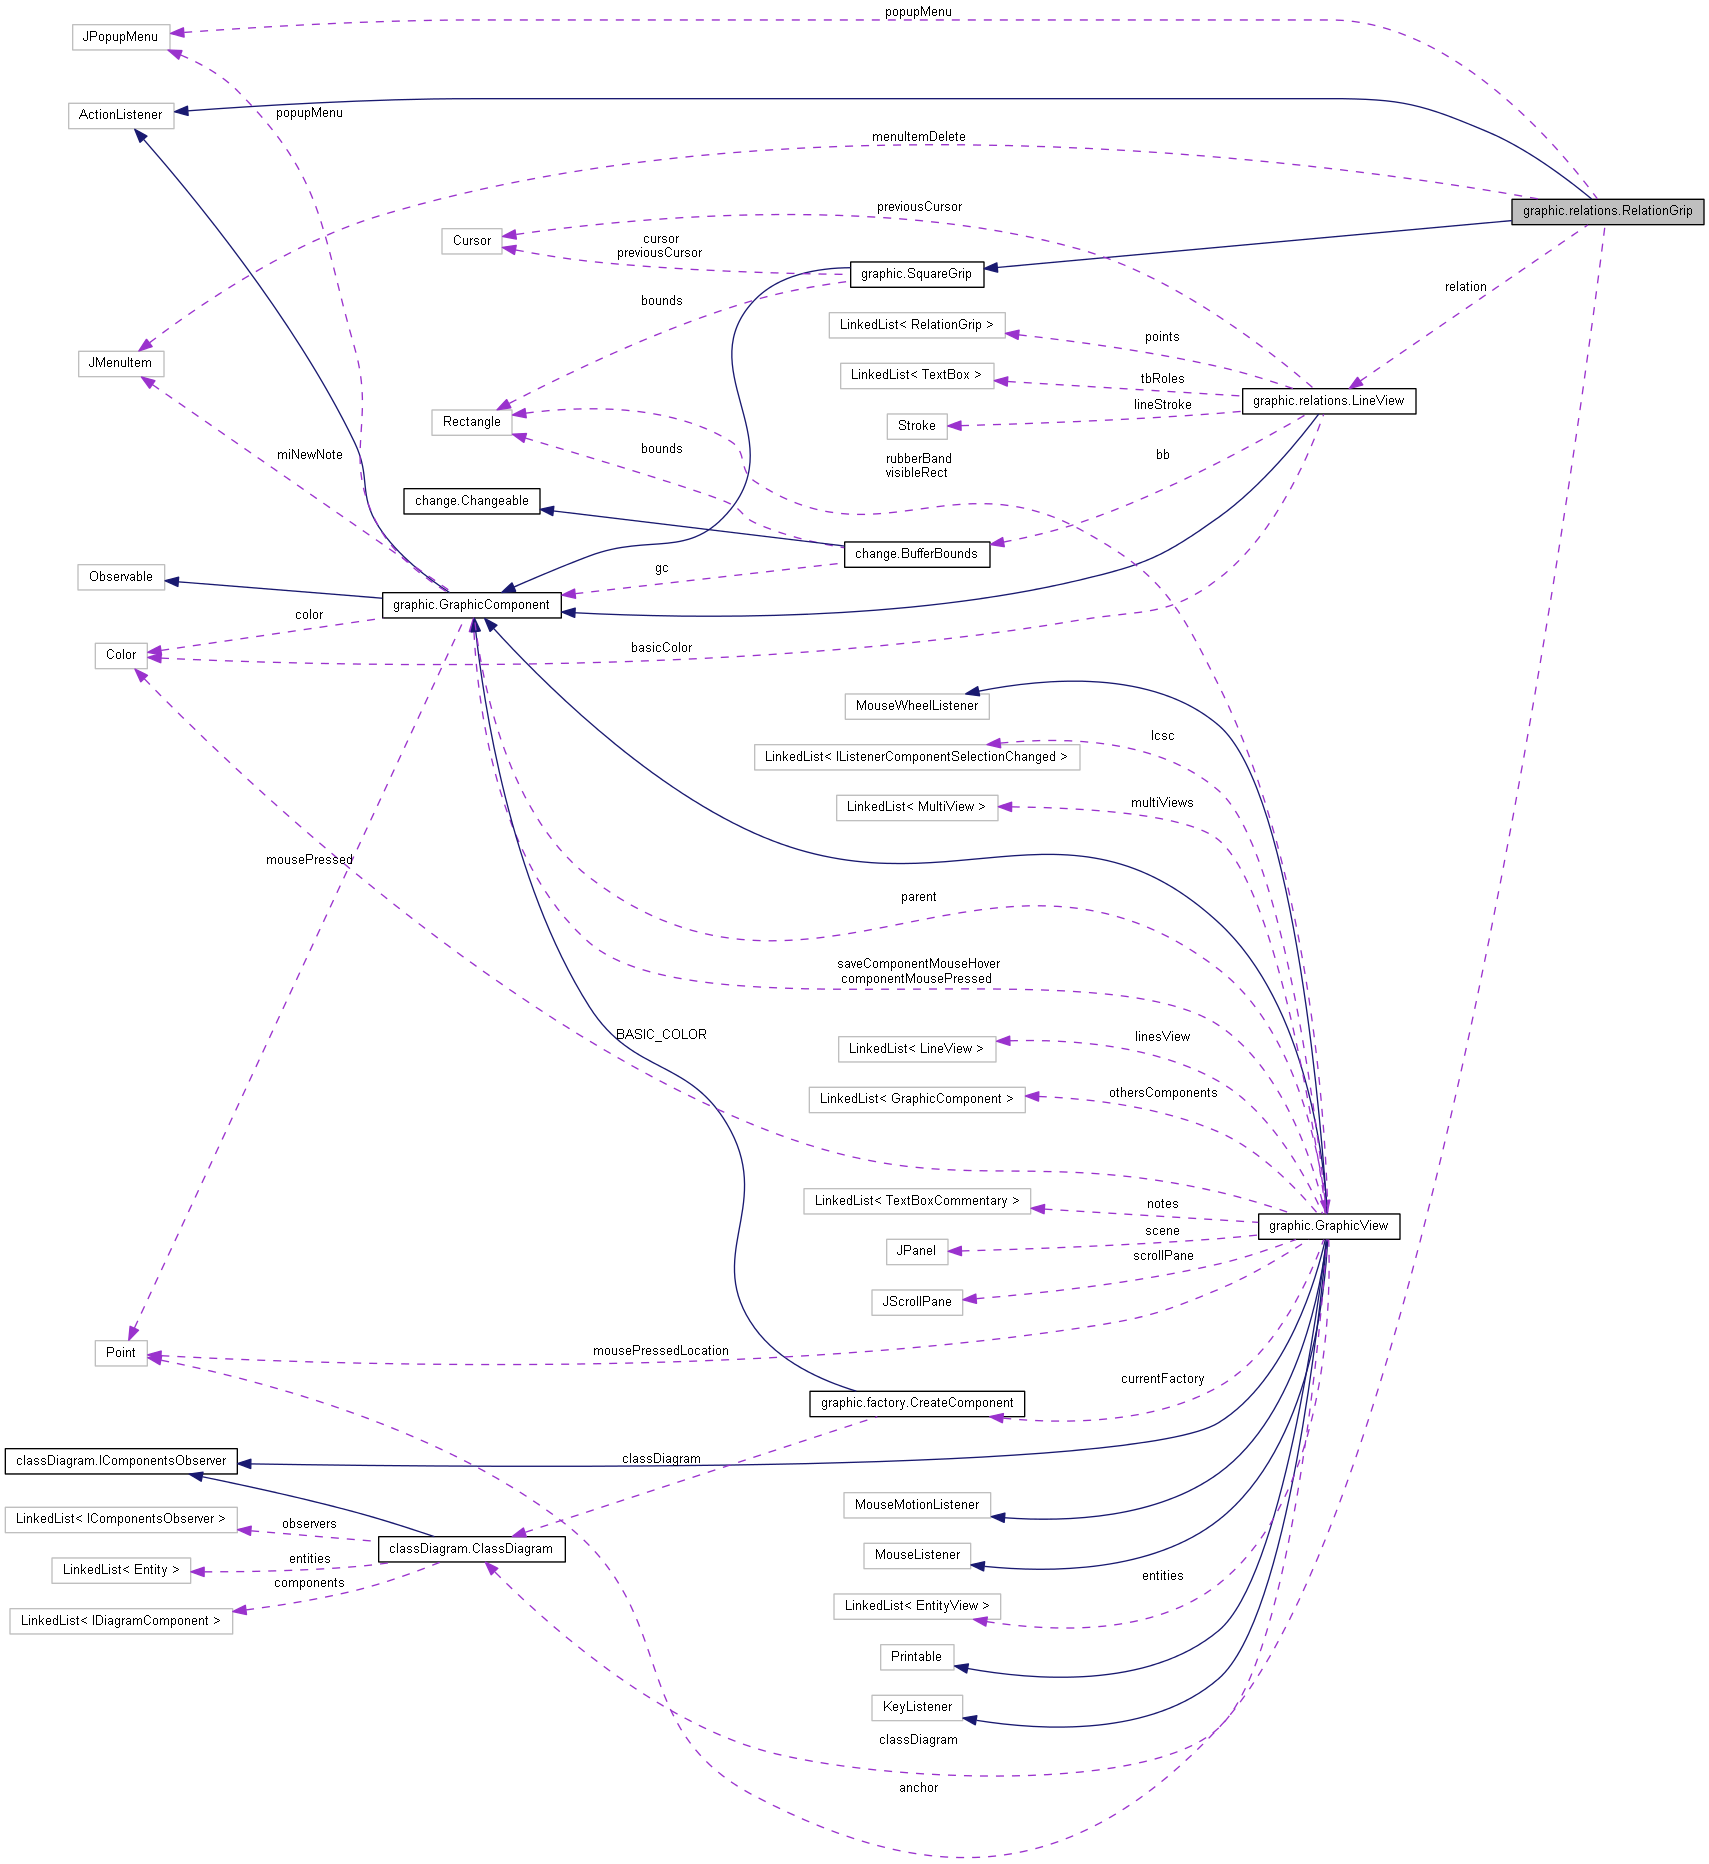 popupMenu
JPopupMenu
ActionListener
popupMenu
menuItemDelete
graphic.relations.RelationGrip
previousCursor
Cursor
cursor
previousCursor
graphic.SquareGrip
relation
bounds
LinkedList< RelationGrip >
points
JMenuItem
LinkedList< TextBox >
tbRoles
graphic.relations.LineView
lineStroke
Rectangle
Stroke
bounds
miNewNote
rubberBand
visibleRect
bb
change.Changeable
change.BufferBounds
gc
Observable
graphic.GraphicComponent
color
basicColor
Color
MouseWheelListener
lcsc
LinkedList< IListenerComponentSelectionChanged >
multiViews
LinkedList< MultiView >
mousePressed
parent
saveComponentMouseHover
componentMousePressed
BASIC_COLOR
linesView
LinkedList< LineView >
othersComponents
LinkedList< GraphicComponent >
LinkedList< TextBoxCommentary >
notes
graphic.GraphicView
scene
JPanel
scrollPane
JScrollPane
Point
mousePressedLocation
currentFactory
graphic.factory.CreateComponent
classDiagram.IComponentsObserver
classDiagram
MouseMotionListener
LinkedList< IComponentsObserver >
observers
classDiagram.ClassDiagram
MouseListener
entities
LinkedList< Entity >
entities
components
LinkedList< EntityView >
LinkedList< IDiagramComponent >
Printable
KeyListener
classDiagram
anchor